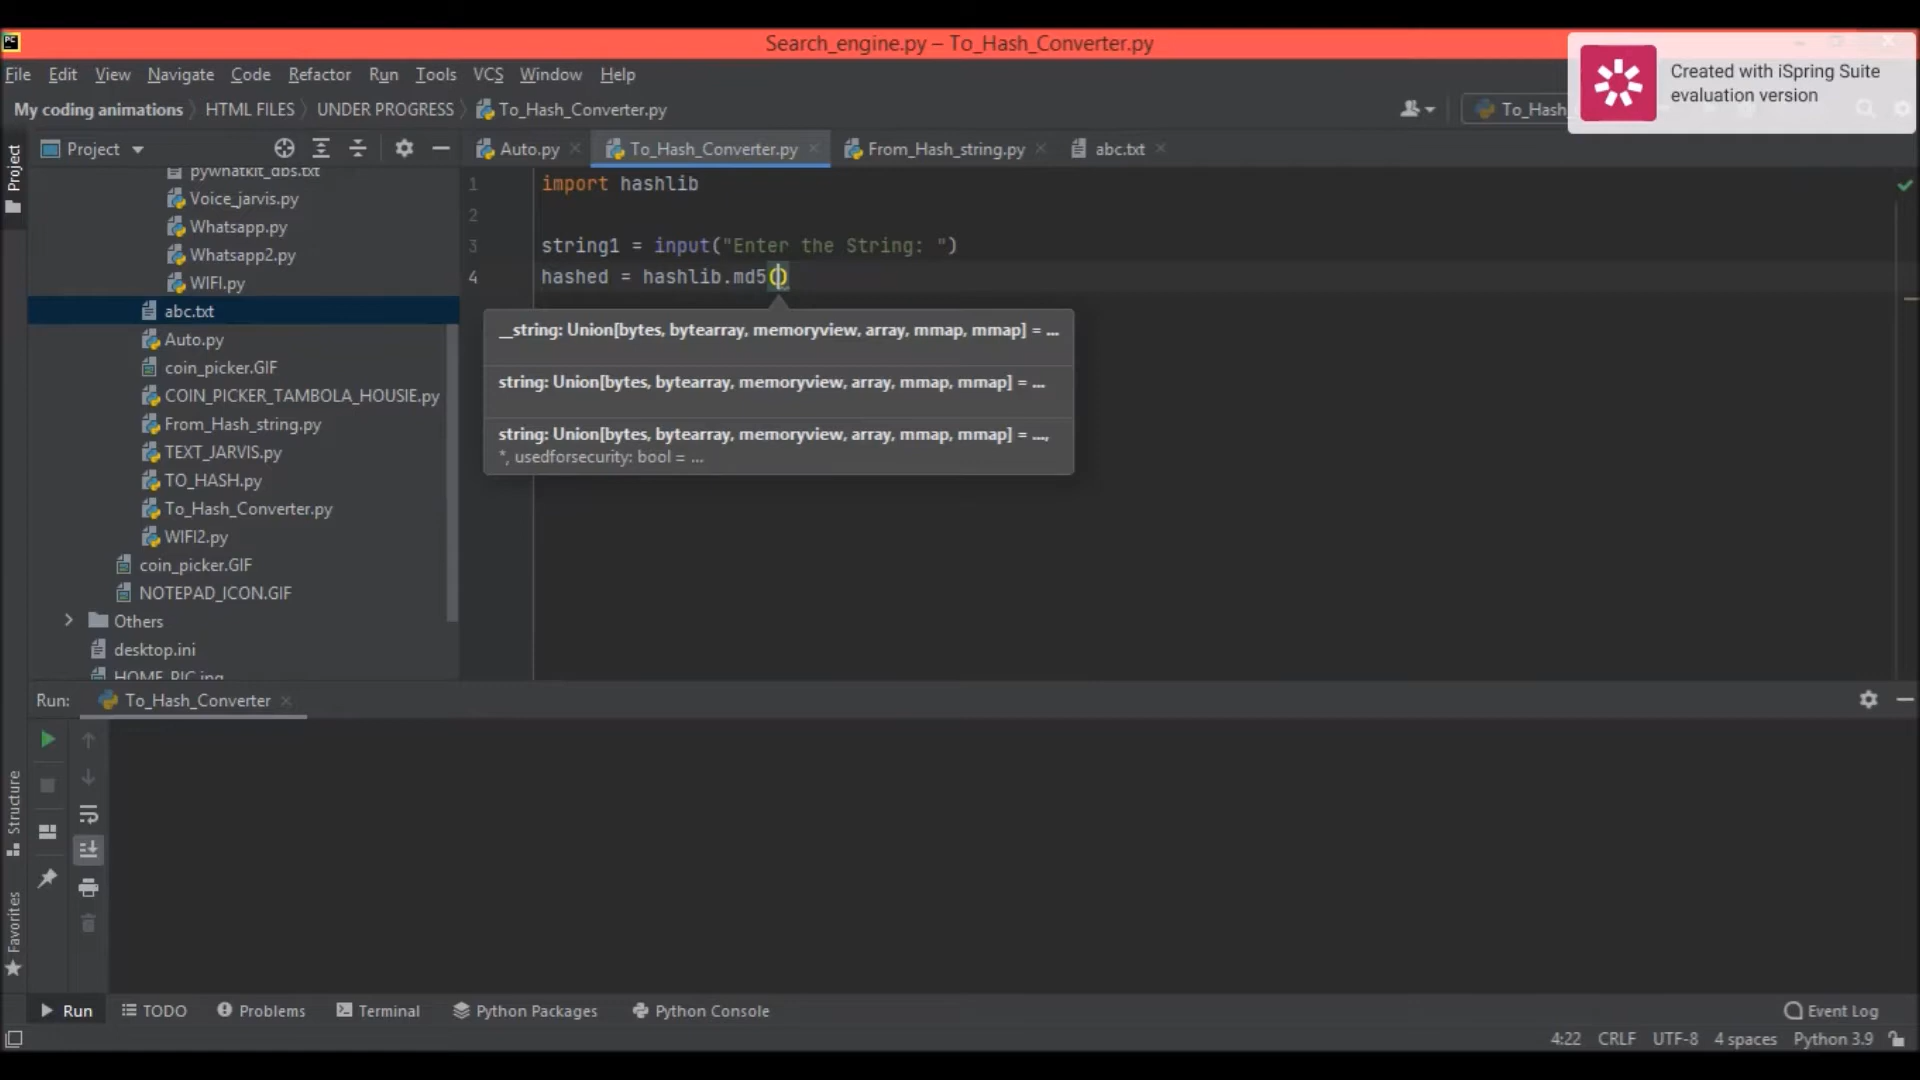 Search_engine.py – To_Hash_Converter.py
File Edit View Navigate Code Refactor Run Tools VCS Window Help
Created with iSpring Suite
evaluation version
My coding animations HTML FILES UNDER PROGRESS To_Hash_Converter.py
To_Hash
Project
Project
Auto.py To_Hash_Converter.py From_Hash_string.py abc.txt
pywhatkit_dbs.txt
Voice_jarvis.py
Whatsapp.py
Whatsapp2.py
WIFI.py
abc.txt
Auto.py
coin_picker.GIF
COIN_PICKER_TAMBOLA_HOUSIE.py
From_Hash_string.py
TEXT_JARVIS.py
TO_HASH.py
To_Hash_Converter.py
WIFI2.py
coin_picker.GIF
NOTEPAD_ICON.GIF
Others
desktop.ini
1 import hashlib
2
3 string1 = input("Enter the String: ")
4 hashed = hashlib.md5()
__string: Union[bytes, bytearray, memoryview, array, mmap, mmap] = ...
string: Union[bytes, bytearray, memoryview, array, mmap, mmap] = ...
string: Union[bytes, bytearray, memoryview, array, mmap, mmap] = ...,
*, usedforsecurity: bool = ...
Run: To_Hash_Converter
Structure
Favorites
Run TODO Problems Terminal Python Packages Python Console Event Log
4:22 CRLF UTF-8 4 spaces Python 3.9